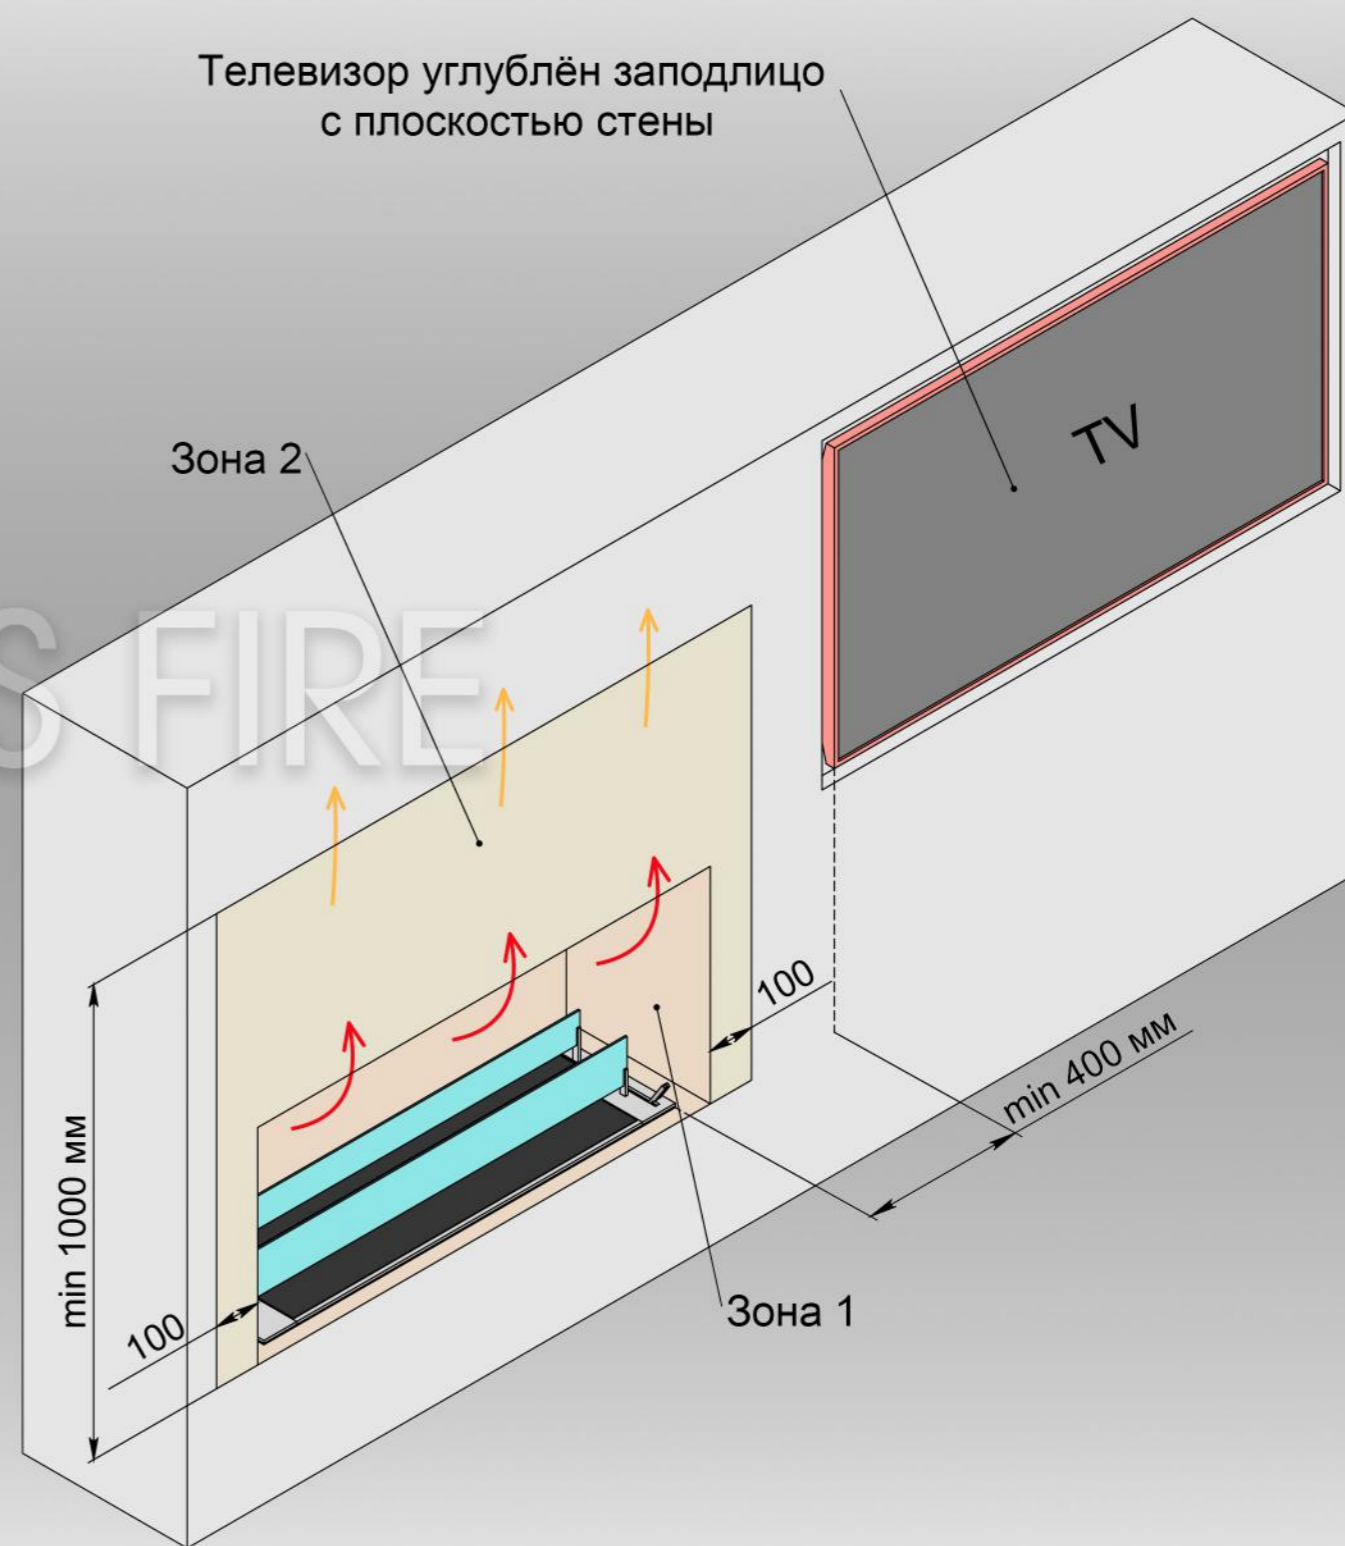 Телевизор углублён заподлицо
с плоскостью стены
TV
Зона 2
S FIRE
100
min 400 мм
min 1000 мм
100
Зона 1